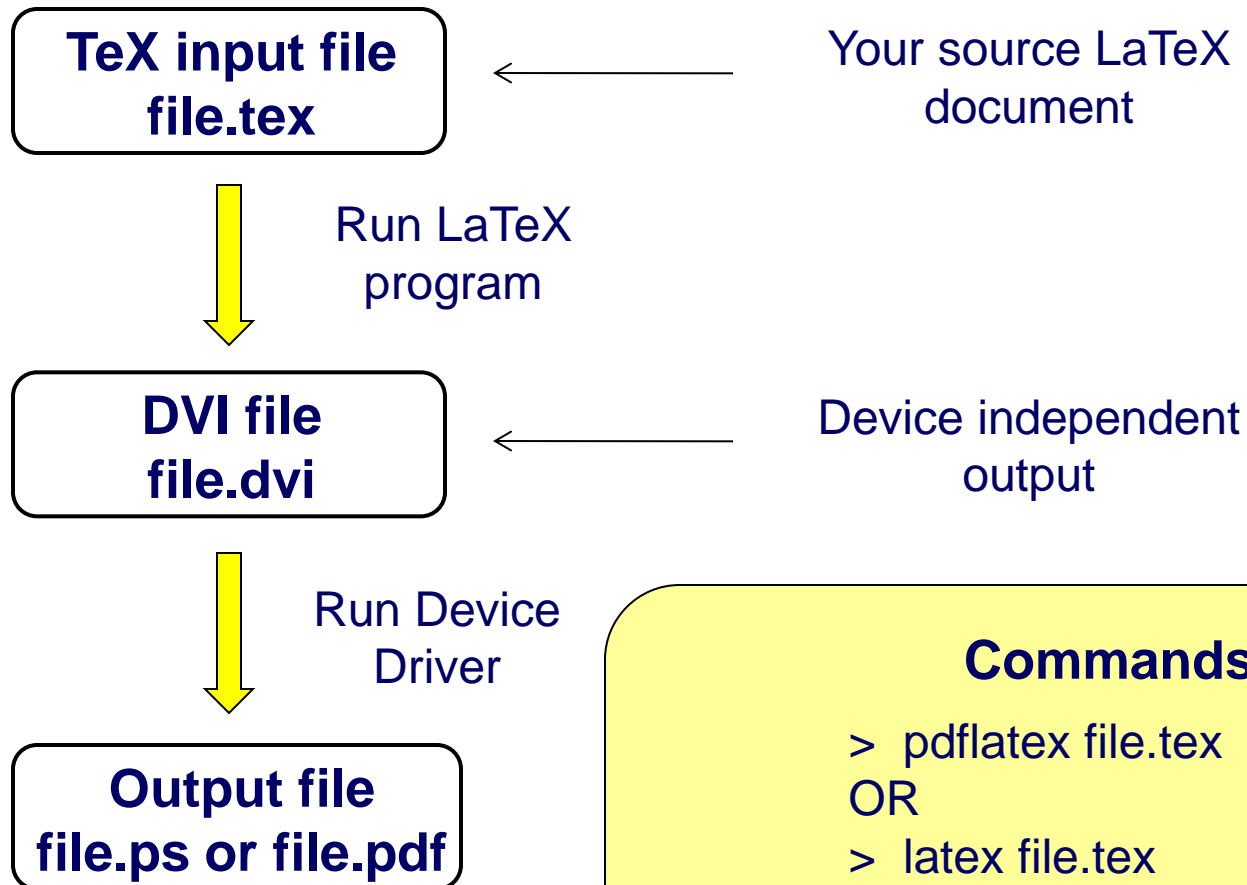 TeX input file
file.tex
Your source LaTeX
document
Run LaTeX
program
DVI file
file.dvi
Device independent
output
Run Device
Driver
Output file
file.ps or file.pdf
Commands
> pdflatex file.tex
OR
> latex file.tex